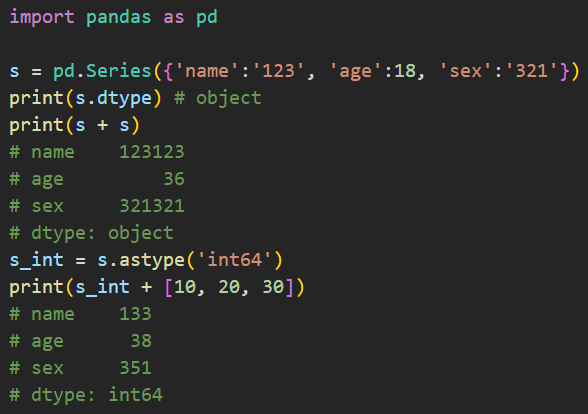 import pandas as pd
s = pd.Series({'name':'123', 'age':18, 'sex':'321'})
print(s.dtype) # object
print(s + s)
# name    123123
# age         36
# sex     321321
# dtype: object
s_int = s.astype('int64')
print(s_int + [10, 20, 30])
# name    133
# age      38
# sex     351
# dtype: int64